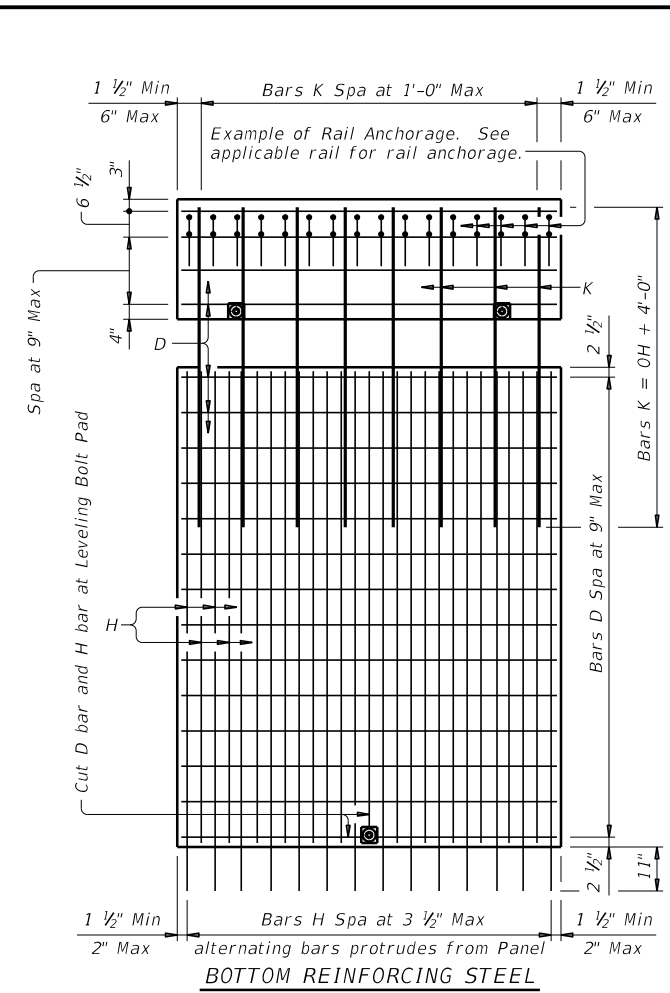 1 ½" Min
6" Max
Bars K Spa at 1'-0" Max
1 ½" Min
6" Max
Example of Rail Anchorage. See
applicable rail for rail anchorage.
3"
6 ½"
Spa at 9" Max
4"
D
K
2 ½"
Bars K = OH + 4'-0"
Cut D bar and H bar at Leveling Bolt Pad
H
Bars D Spa at 9" Max
2 ½"
11"
1 ½" Min
2" Max
Bars H Spa at 3 ½" Max
alternating bars protrudes from Panel
1 ½" Min
2" Max
BOTTOM REINFORCING STEEL